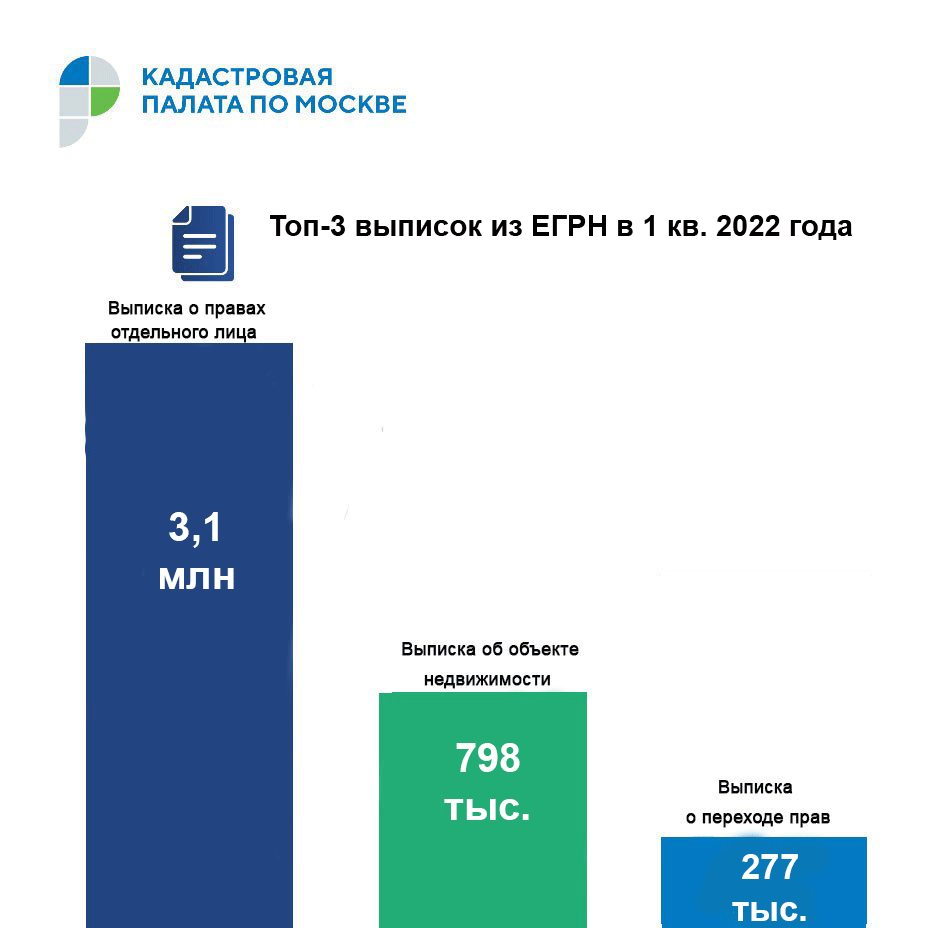 КАДАСТРОВАЯ
ПАЛАТА ПО МОСКВЕ
Топ-3 выписок из ЕГРН в 1 кв. 2022 года
Выписка о правах
отдельного лица
3,1
млн
Выписка об объекте
недвижимости
798
тыс.
Выписка
о переходе прав
277
тыс.